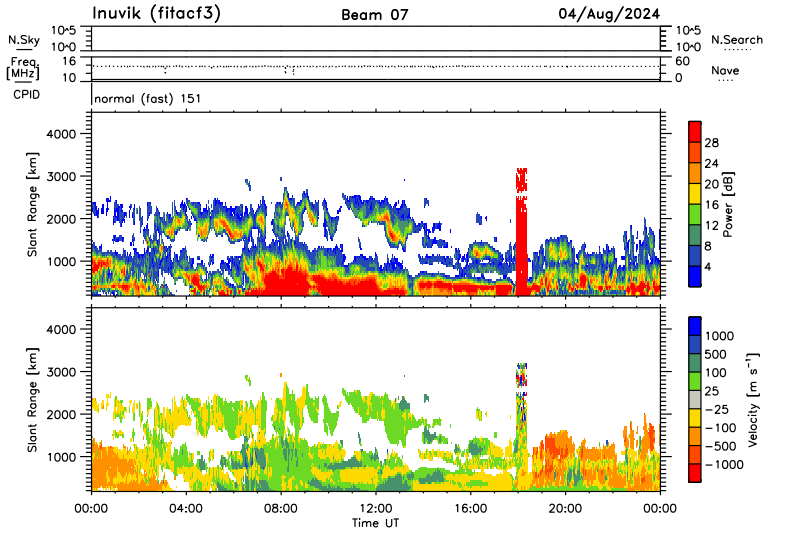 Inuvik (fitacf3) Beam 07 04/Aug/2024
10^5 10^5
N.Sky N.Search
10^0 10^0
16 60
Freq. [MHz] Nave
10 0
CPID normal (fast) 151
4000
3000
2000
1000
Slant Range [km]
28
24
20
16
12
8
4
Power [dB]
4000
3000
2000
1000
Slant Range [km]
1000
500
100
25
−25
−100
−500
−1000
Velocity [m s⁻¹]
00:00 04:00 08:00 12:00 16:00 20:00 00:00
Time UT